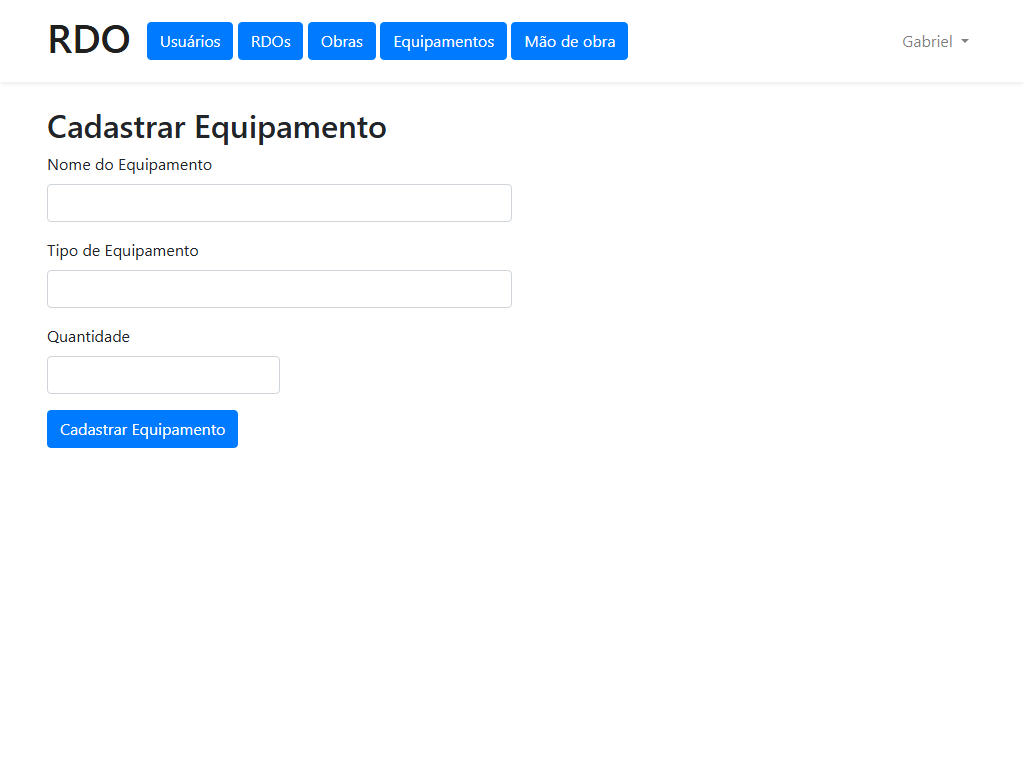 RDO Usuários RDOs Obras Equipamentos Mão de obra Gabriel
Cadastrar Equipamento
Nome do Equipamento
Tipo de Equipamento
Quantidade
Cadastrar Equipamento